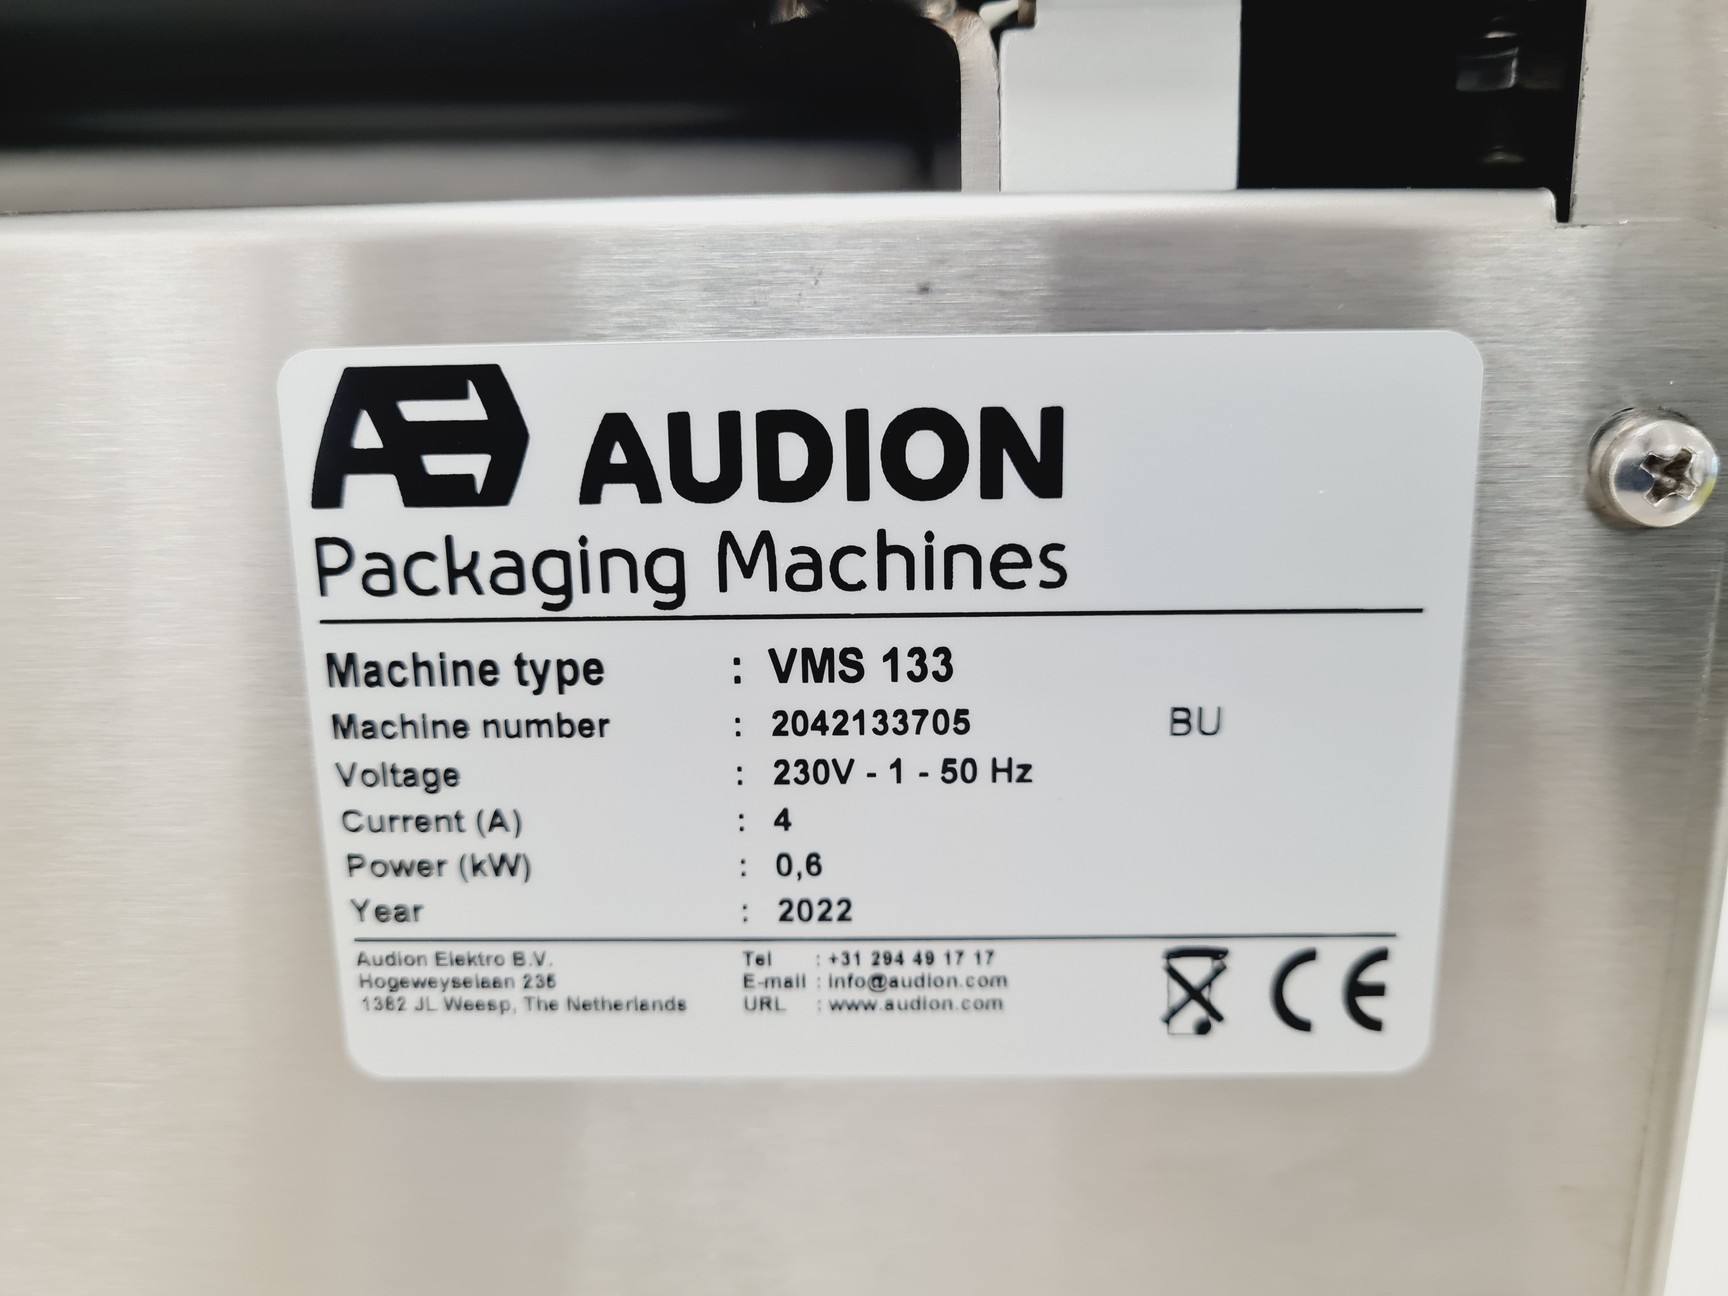 AE AUDION
Packaging Machines
Machine type : VMS 133
Machine number : 2042133705 BU
Voltage : 230V - 1 - 50 Hz
Current (A) : 4
Power (kW) : 0,6
Year : 2022
Audion Elektro B.V. Tel : +31 294 49 17 17
Hogeweyselaan 235 E-mail : info@audion.com
1382 JL Weesp, The Netherlands URL : www.audion.com
CE